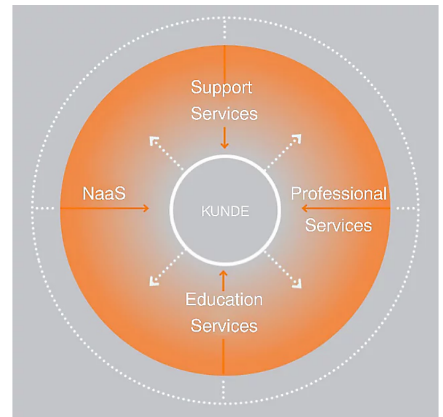 Support
Services
NaaS
KUNDE
Professional
Services
Education
Services